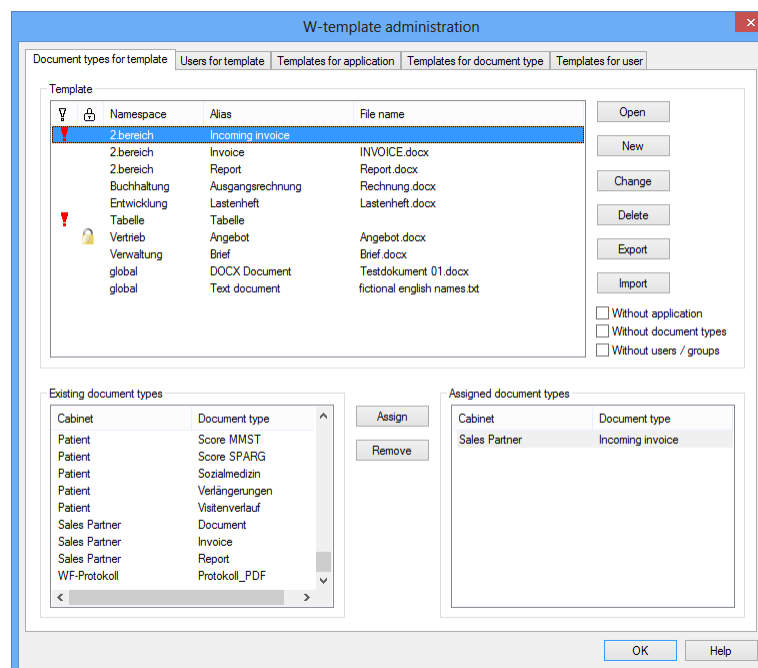 W-template administration
Document types for template Users for template Templates for application Templates for document type Templates for user
Template
Namespace Alias File name
2.bereich Incoming invoice
2.bereich Invoice INVOICE.docx
2.bereich Report Report.docx
Buchhaltung Ausgangsrechnung Rechnung.docx
Entwicklung Lastenheft Lastenheft.docx
Tabelle Tabelle
Vertrieb Angebot Angebot.docx
Verwaltung Brief Brief.docx
global DOCX Document Testdokument 01.docx
global Text document fictional english names.txt
Open
New
Change
Delete
Export
Import
Without application
Without document types
Without users / groups
Existing document types
Cabinet Document type
Patient Score MMST
Patient Score SPARG
Patient Sozialmedizin
Patient Verlängerungen
Patient Visitenverlauf
Sales Partner Document
Sales Partner Invoice
Sales Partner Report
WF-Protokoll Protokoll_PDF
Assign
Remove
Assigned document types
Cabinet Document type
Sales Partner Incoming invoice
OK Help